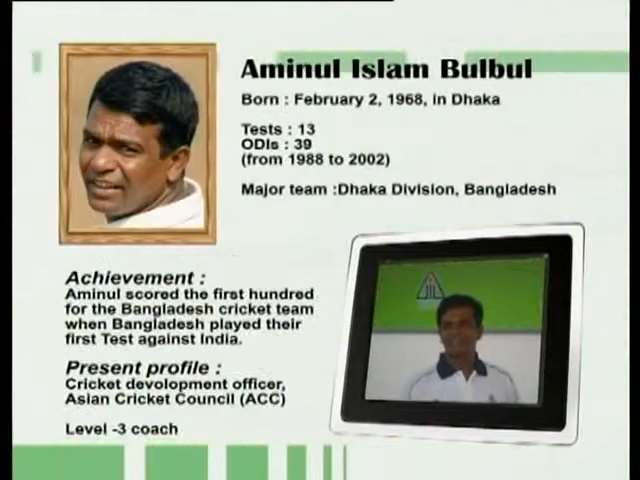 Aminul Islam Bulbul
Born : February 2, 1968, in Dhaka
Tests : 13
ODIs : 39
(from 1988 to 2002)
Major team :Dhaka Division, Bangladesh
Achievement :
Aminul scored the first hundred
for the Bangladesh cricket team
when Bangladesh played their
first Test against India.
Present profile :
Cricket devolopment officer,
Asian Cricket Council (ACC)
Level -3 coach